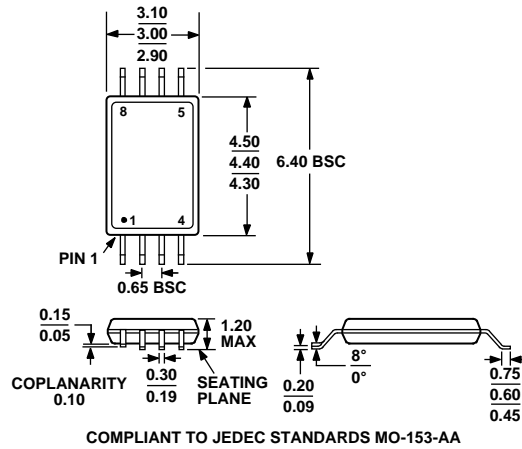 3.10
3.00
2.90
8 5
4.50
4.40
4.30
6.40 BSC
1 4
PIN 1
0.65 BSC
0.15
0.05
1.20
MAX
COPLANARITY
0.10
0.30
0.19
SEATING
PLANE
0.20
0.09
8°
0°
0.75
0.60
0.45
COMPLIANT TO JEDEC STANDARDS MO-153-AA